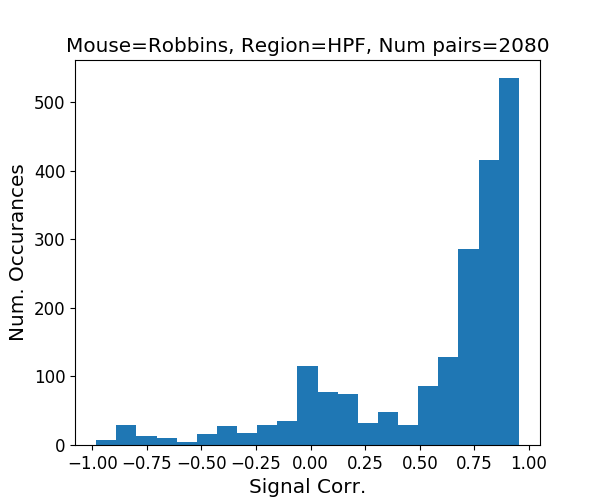 Mouse=Robbins, Region=HPF, Num pairs=2080
500
400
300
200
100
0
Num. Occurances
−1.00 −0.75 −0.50 −0.25 0.00 0.25 0.50 0.75 1.00
Signal Corr.